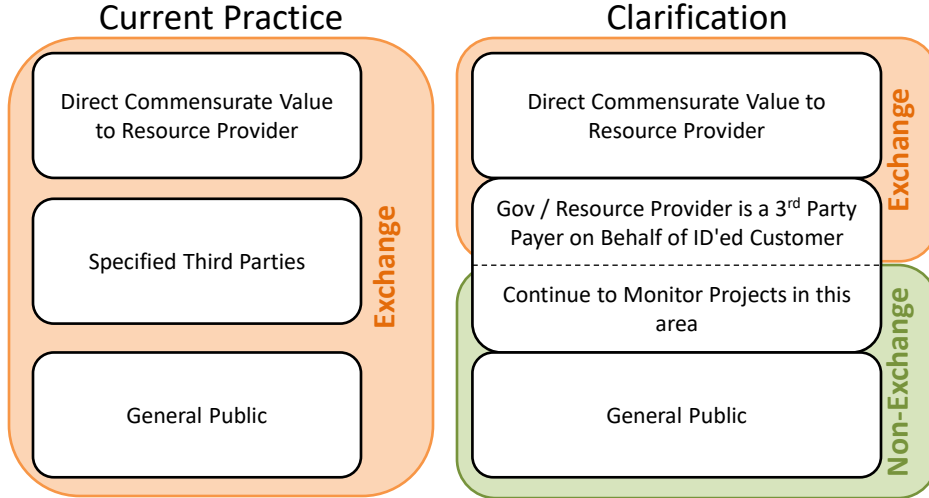 Current Practice
Direct Commensurate Value
to Resource Provider
Specified Third Parties
General Public
Exchange
Clarification
Direct Commensurate Value to
Resource Provider
Gov / Resource Provider is a 3rd Party
Payer on Behalf of ID'ed Customer
Continue to Monitor Projects in this
area
General Public
Exchange
Non-Exchange